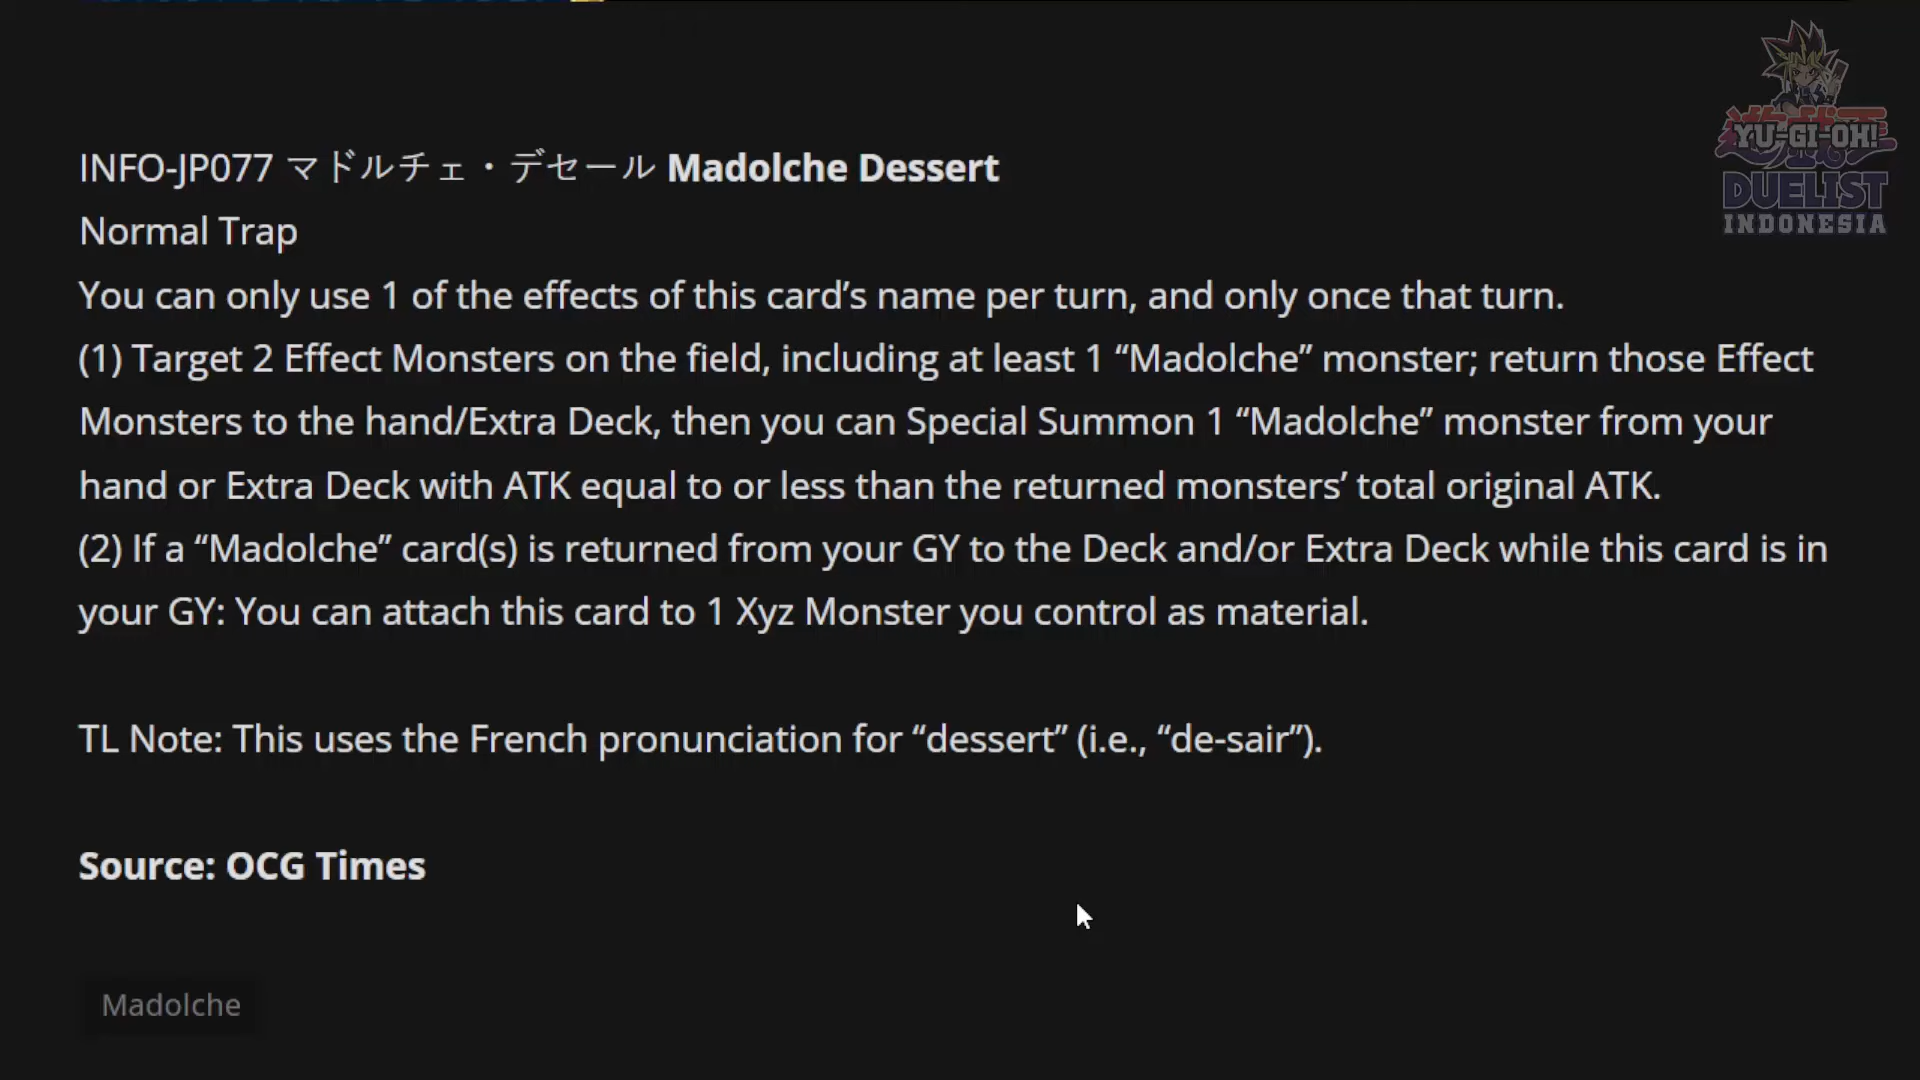 INFO-JP077 マドルチェ・デセール Madolche Dessert
Normal Trap
You can only use 1 of the effects of this card’s name per turn, and only once that turn.
(1) Target 2 Effect Monsters on the field, including at least 1 “Madolche” monster; return those Effect
Monsters to the hand/Extra Deck, then you can Special Summon 1 “Madolche” monster from your
hand or Extra Deck with ATK equal to or less than the returned monsters’ total original ATK.
(2) If a “Madolche” card(s) is returned from your GY to the Deck and/or Extra Deck while this card is in
your GY: You can attach this card to 1 Xyz Monster you control as material.
TL Note: This uses the French pronunciation for “dessert” (i.e., “de-sair”).
Source: OCG Times
Madolche
YU-GI-OH!
DUELIST
INDONESIA